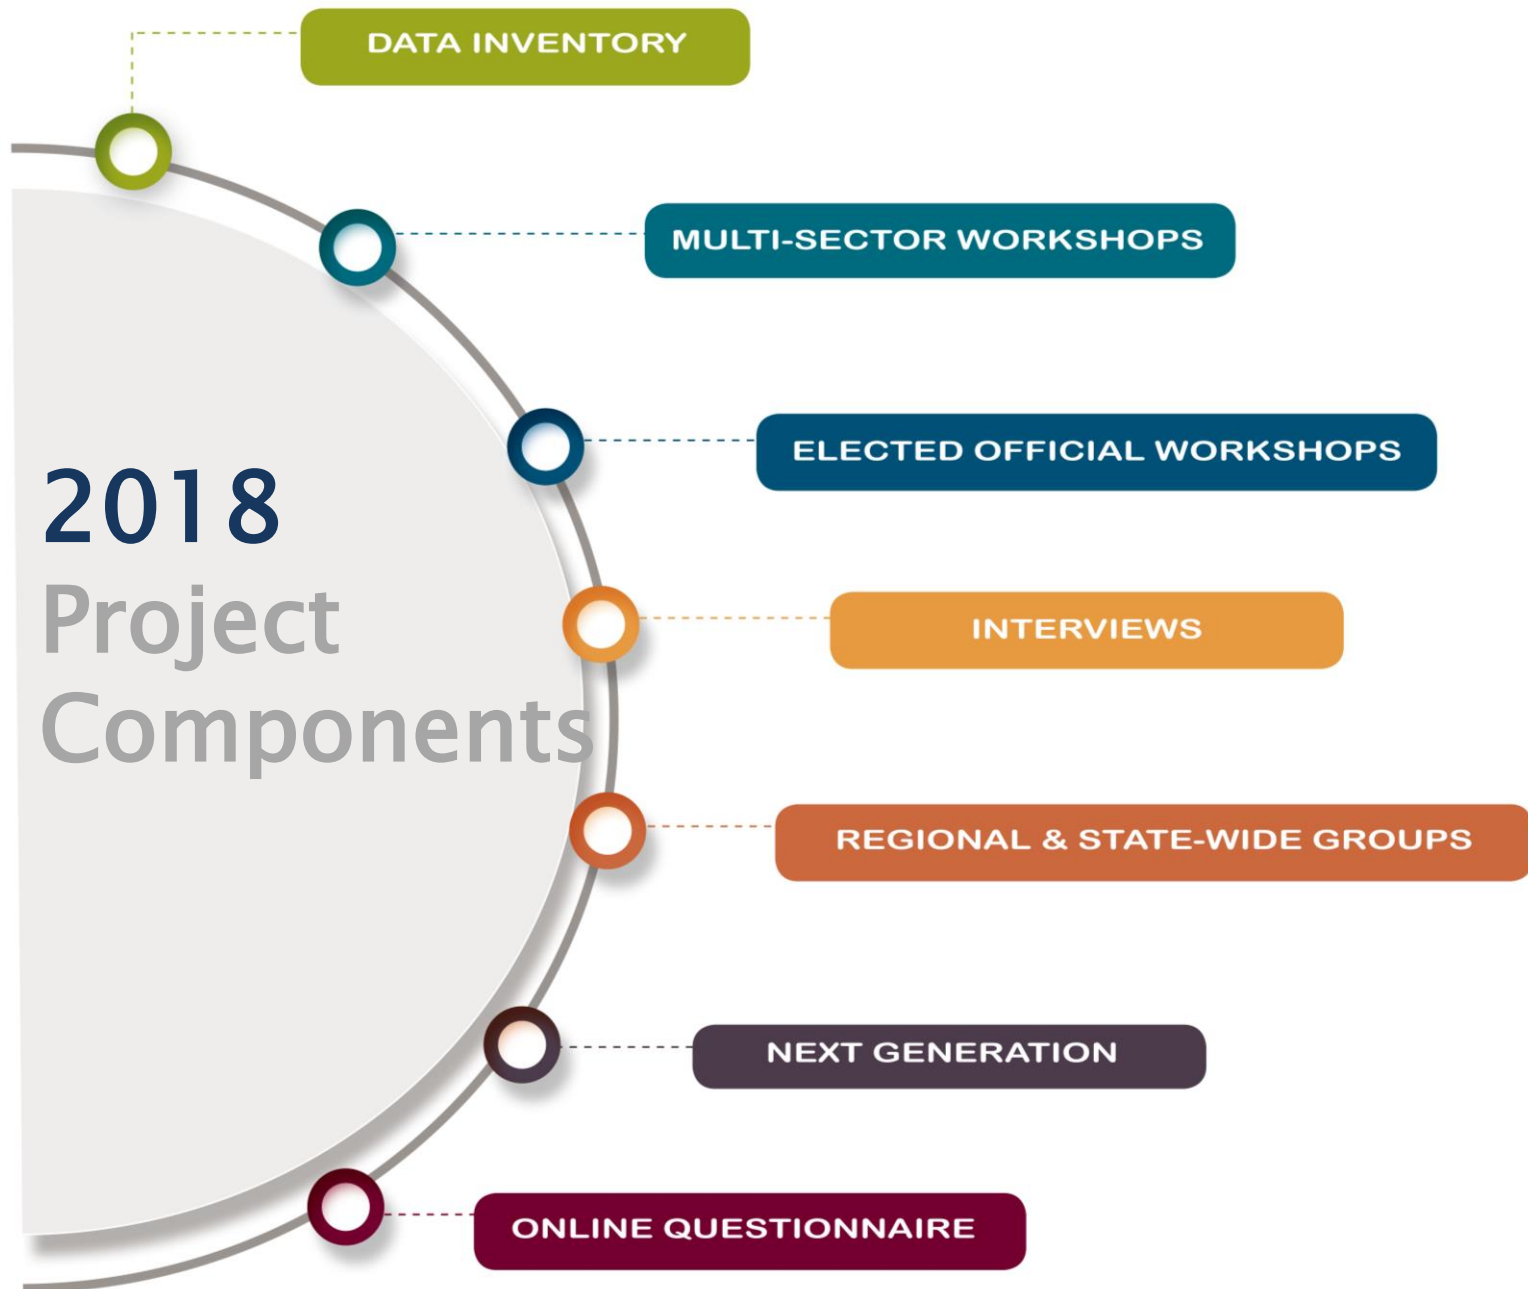 DATA INVENTORY
MULTI-SECTOR WORKSHOPS
ELECTED OFFICIAL WORKSHOPS
2018
Project
Components
INTERVIEWS
REGIONAL & STATE-WIDE GROUPS
NEXT GENERATION
ONLINE QUESTIONNAIRE